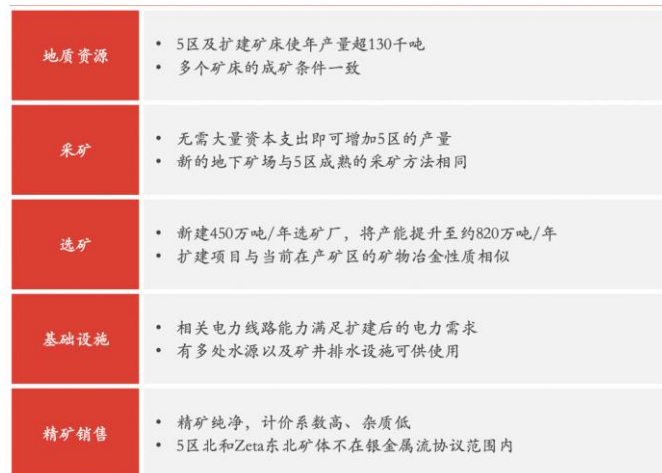 地质资源
• 5区及扩建矿床使年产量超130千吨
• 多个矿床的成矿条件一致
采矿
• 无需大量资本支出即可增加5区的产量
• 新的地下矿场与5区成熟的采矿方法相同
选矿
• 新建450万吨/年选矿厂，将产能提升至约820万吨/年
• 扩建项目与当前在产矿区的矿物冶金性质相似
基础设施
• 相关电力线路能力满足扩建后的电力需求
• 有多处水源以及矿井排水设施可供使用
精矿销售
• 精矿纯净，计价系数高、杂质低
• 5区北和Zeta东北矿体不在银金属流协议范围内